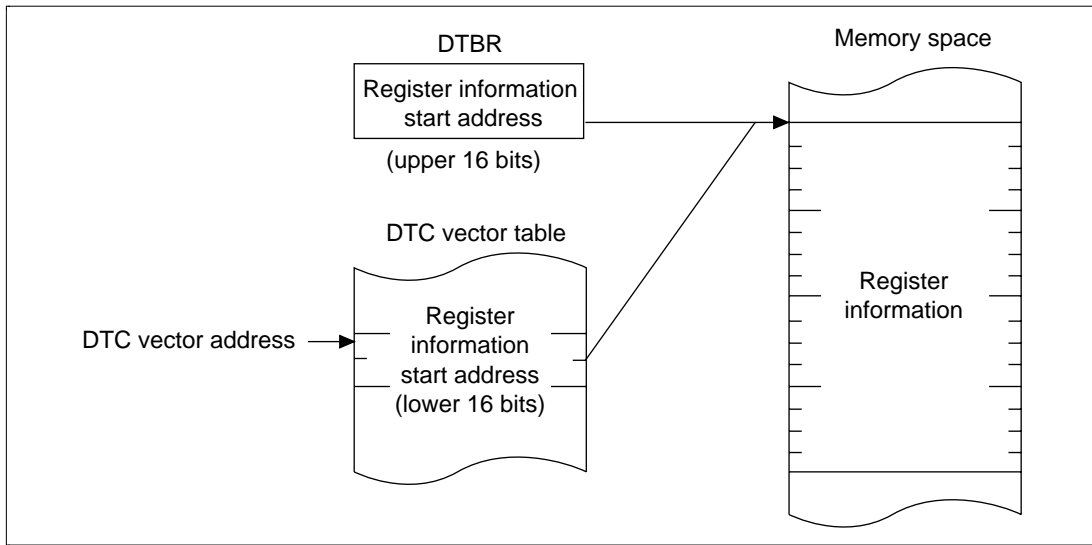 DTBR
Register information
start address
(upper 16 bits)
DTC vector table
DTC vector address
Register
information
start address
(lower 16 bits)
Memory space
Register
information